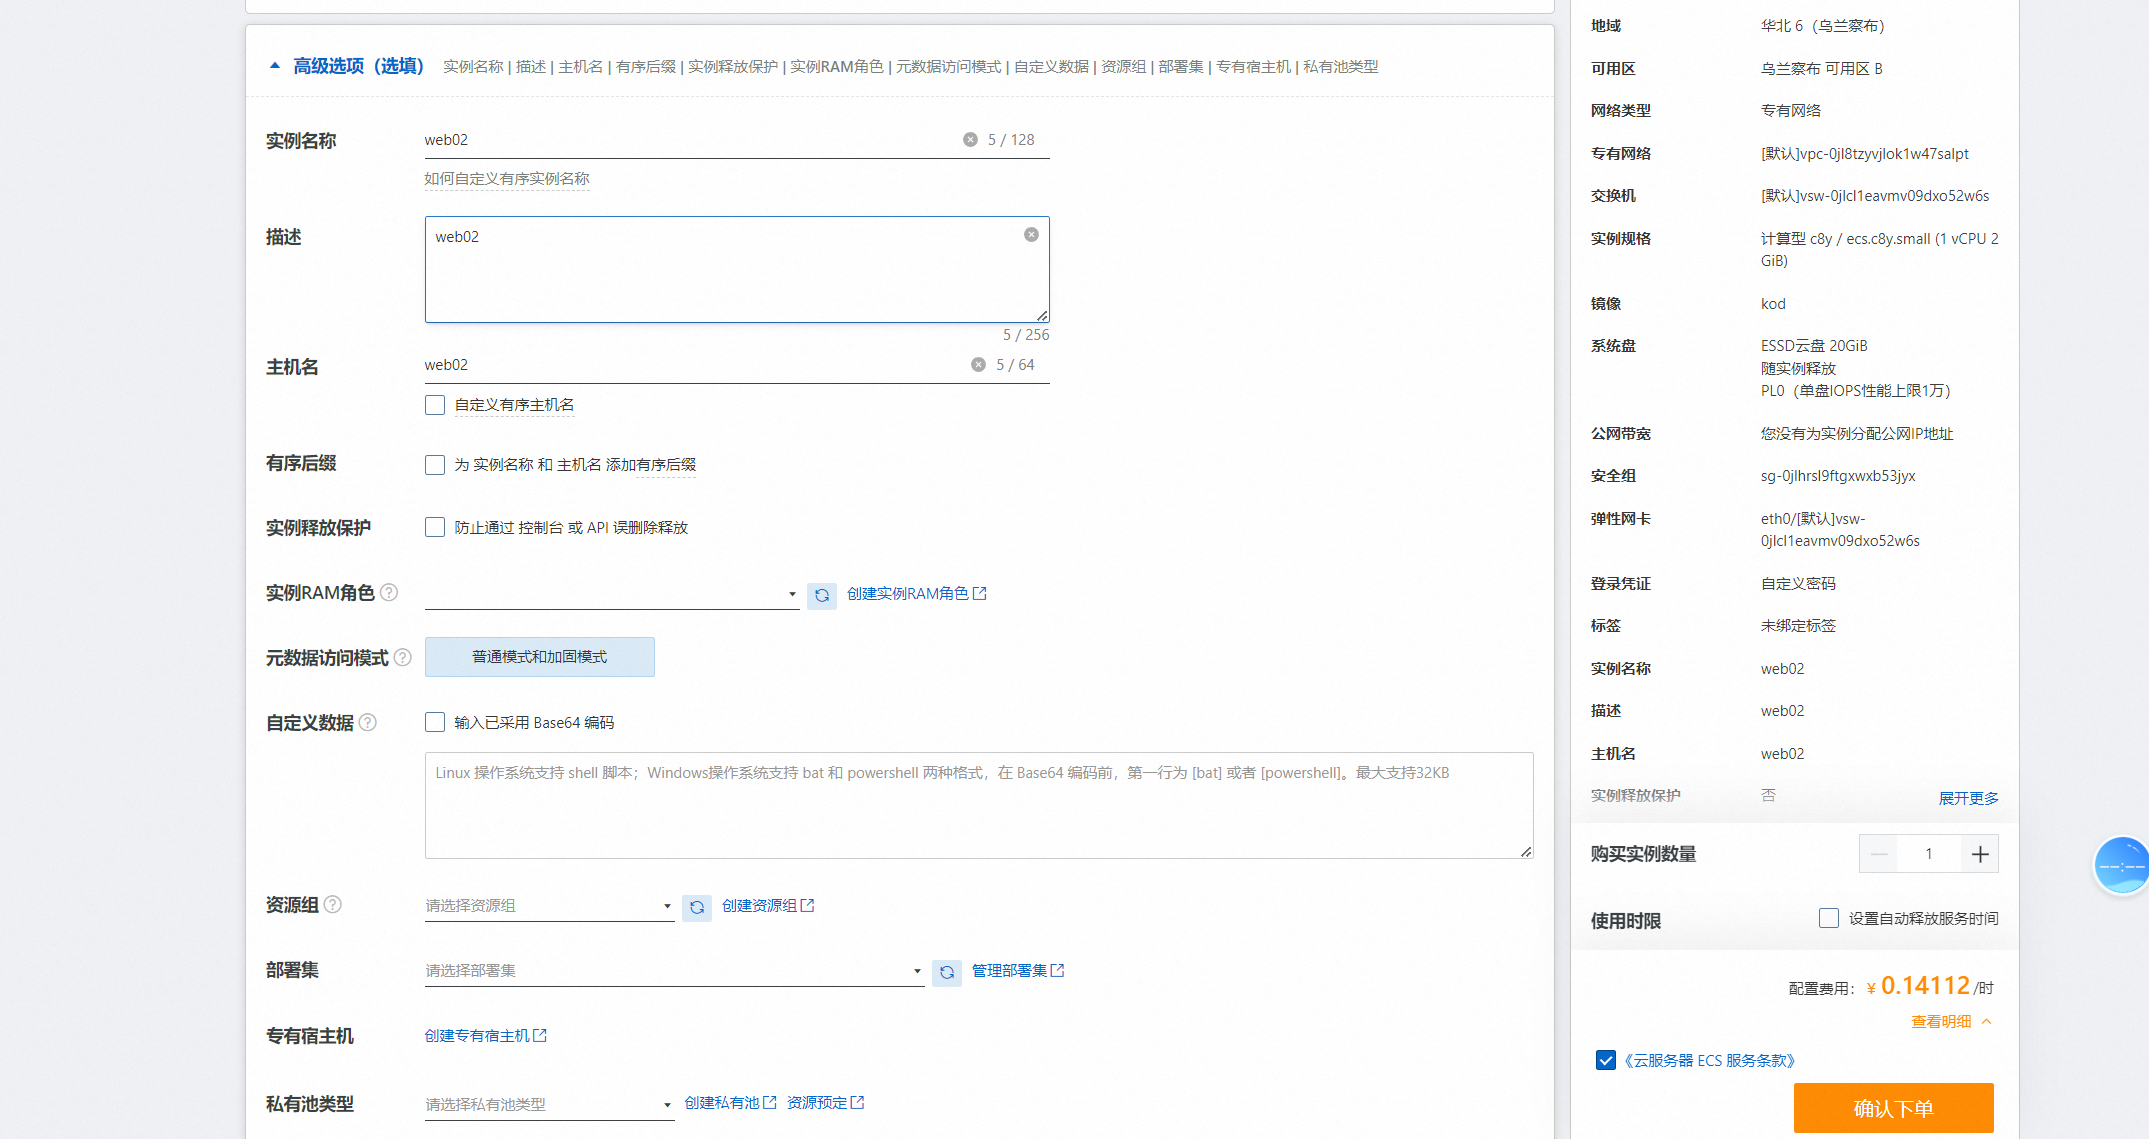 高级选项（选填） 实例名称 | 描述 | 主机名 | 有序后缀 | 实例释放保护 | 实例RAM角色 | 元数据访问模式 | 自定义数据 | 资源组 | 部署集 | 专有宿主机 | 私有池类型
实例名称 web02 5 / 128
如何自定义有序实例名称
描述 web02
5 / 256
主机名 web02 5 / 64
自定义有序主机名
有序后缀 为 实例名称 和 主机名 添加有序后缀
实例释放保护 防止通过 控制台 或 API 误删除释放
实例RAM角色 创建实例RAM角色
元数据访问模式 普通模式和加固模式
自定义数据 输入已采用 Base64 编码
Linux 操作系统支持 shell 脚本；Windows操作系统支持 bat 和 powershell 两种格式，在 Base64 编码前，第一行为 [bat] 或者 [powershell]。最大支持32KB
资源组 请选择资源组 创建资源组
部署集 请选择部署集 管理部署集
专有宿主机 创建专有宿主机
私有池类型 请选择私有池类型 创建私有池 资源预定
地域 华北 6（乌兰察布）
可用区 乌兰察布 可用区 B
网络类型 专有网络
专有网络 [默认]vpc-0jl8tzyvjlok1w47salpt
交换机 [默认]vsw-0jlcl1eavmv09dxo52w6s
实例规格 计算型 c8y / ecs.c8y.small (1 vCPU 2
GiB)
镜像 kod
系统盘 ESSD云盘 20GiB
随实例释放
PL0（单盘IOPS性能上限1万）
公网带宽 您没有为实例分配公网IP地址
安全组 sg-0jlhrsl9ftgxwxb53jyx
弹性网卡 eth0/[默认]vsw-
0jlcl1eavmv09dxo52w6s
登录凭证 自定义密码
标签 未绑定标签
实例名称 web02
描述 web02
主机名 web02
实例释放保护 否 展开更多
购买实例数量 1
使用时限 设置自动释放服务时间
配置费用：¥ 0.14112 /时
查看明细
《云服务器 ECS 服务条款》
确认下单